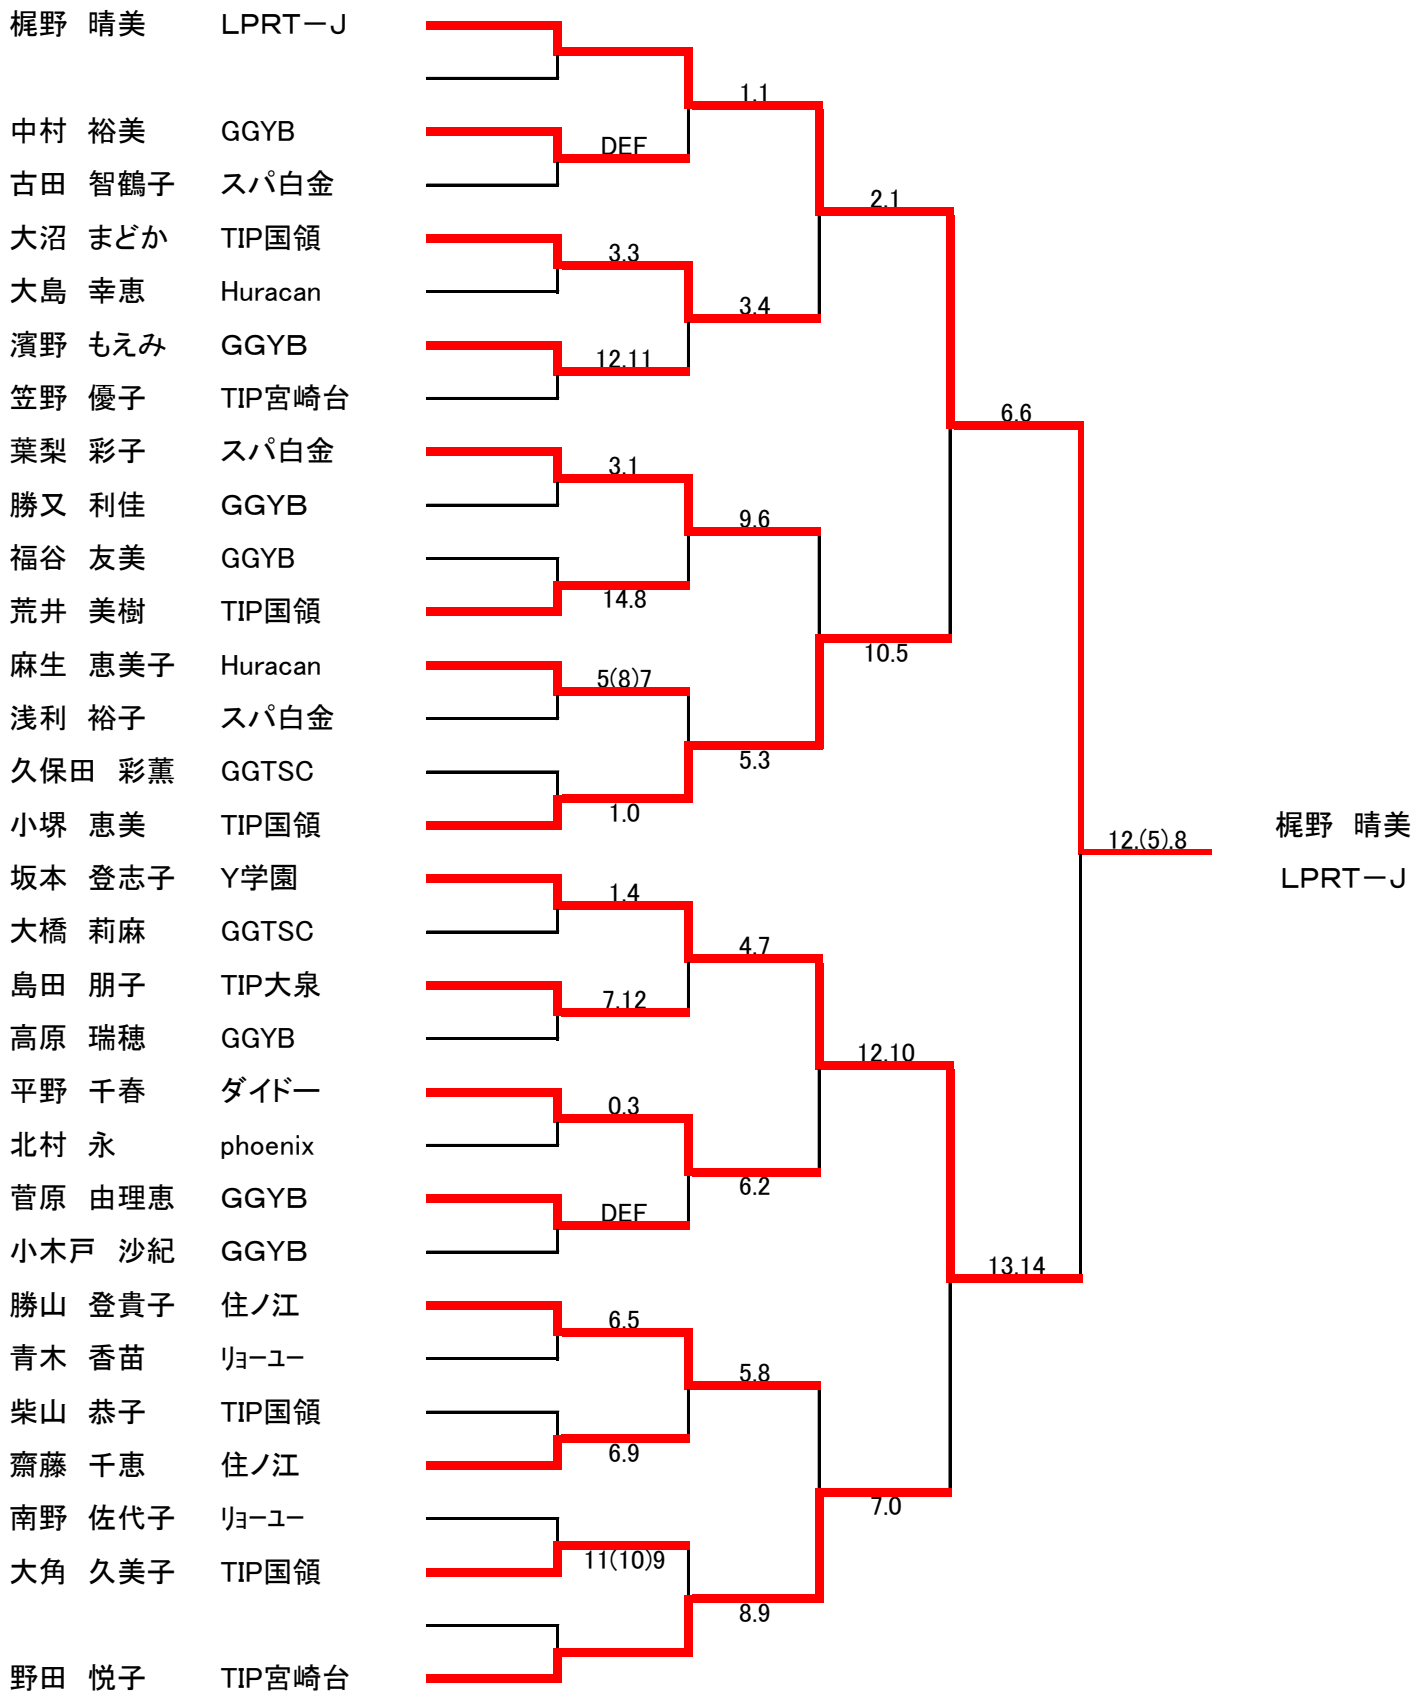 梶野 晴美 LPRT－J
1.1
中村 裕美 GGYB
DEF
古田 智鶴子 スパ白金
2.1
大沼 まどか TIP国領
3.3
大島 幸恵 Huracan
3.4
濱野 もえみ GGYB
12.11
笠野 優子 TIP宮崎台
6.6
葉梨 彩子 スパ白金
3.1
勝又 利佳 GGYB
9.6
福谷 友美 GGYB
14.8
荒井 美樹 TIP国領
10.5
麻生 恵美子 Huracan
5(8)7
浅利 裕子 スパ白金
5.3
久保田 彩薫 GGTSC
1.0
小堺 恵美 TIP国領
梶野 晴美
12.(5).8
LPRT－J
坂本 登志子 Y学園
1.4
大橋 莉麻 GGTSC
4.7
島田 朋子 TIP大泉
7.12
高原 瑞穂 GGYB
12.10
平野 千春 ダイドー
0.3
北村 永 phoenix
6.2
菅原 由理恵 GGYB
DEF
小木戸 沙紀 GGYB
13.14
勝山 登貴子 住ノ江
6.5
青木 香苗 ﾘｮｰﾕｰ
5.8
柴山 恭子 TIP国領
6.9
齋藤 千恵 住ノ江
7.0
南野 佐代子 ﾘｮｰﾕｰ
11(10)9
大角 久美子 TIP国領
8.9
野田 悦子 TIP宮崎台